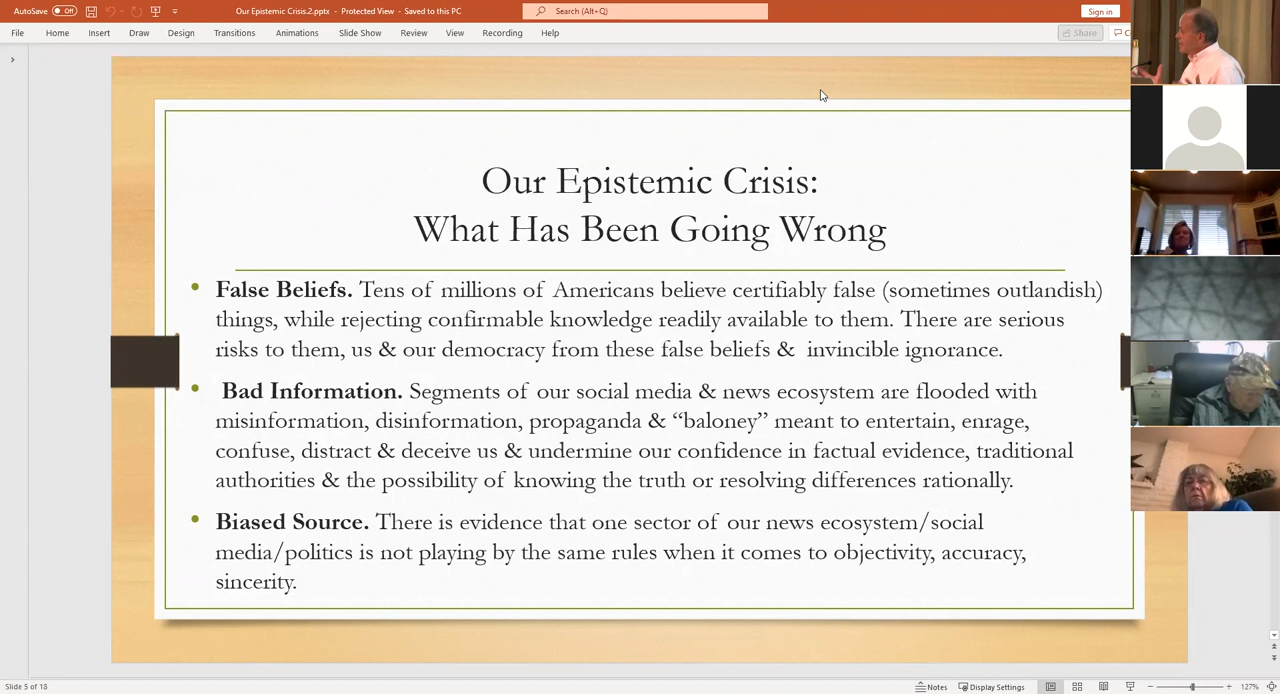 AutoSave Off Our Epistemic Crisis.2.pptx - Protected View - Saved to this PC Search (Alt+Q) Sign in
File Home Insert Draw Design Transitions Animations Slide Show Review View Recording Help Share
Our Epistemic Crisis:
What Has Been Going Wrong
• False Beliefs. Tens of millions of Americans believe certifiably false (sometimes outlandish)
things, while rejecting confirmable knowledge readily available to them. There are serious
risks to them, us & our democracy from these false beliefs & invincible ignorance.
• Bad Information. Segments of our social media & news ecosystem are flooded with
misinformation, disinformation, propaganda & “baloney” meant to entertain, enrage,
confuse, distract & deceive us & undermine our confidence in factual evidence, traditional
authorities & the possibility of knowing the truth or resolving differences rationally.
• Biased Source. There is evidence that one sector of our news ecosystem/social
media/politics is not playing by the same rules when it comes to objectivity, accuracy,
sincerity.
Slide 5 of 18 Notes Display Settings 127%